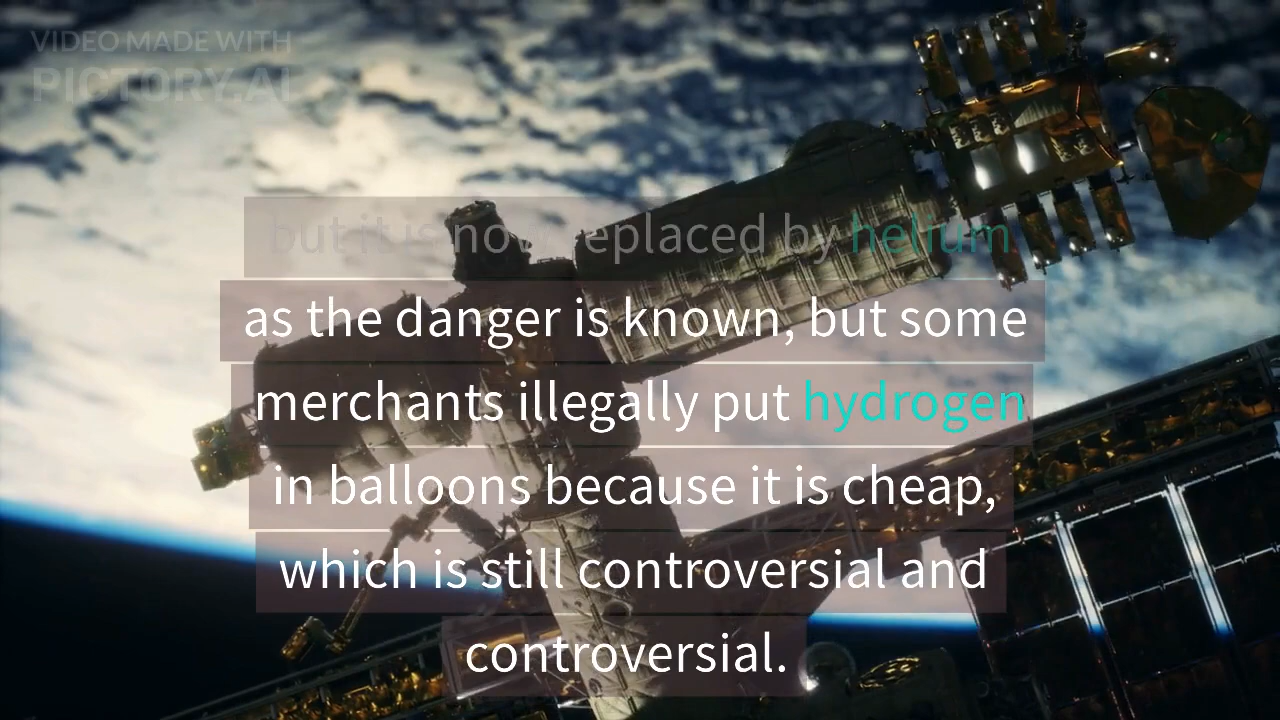 VIDEO MADE WITH
PICTORY.AI
but it is now replaced by helium
as the danger is known, but some
merchants illegally put hydrogen
in balloons because it is cheap,
which is still controversial and
controversial.